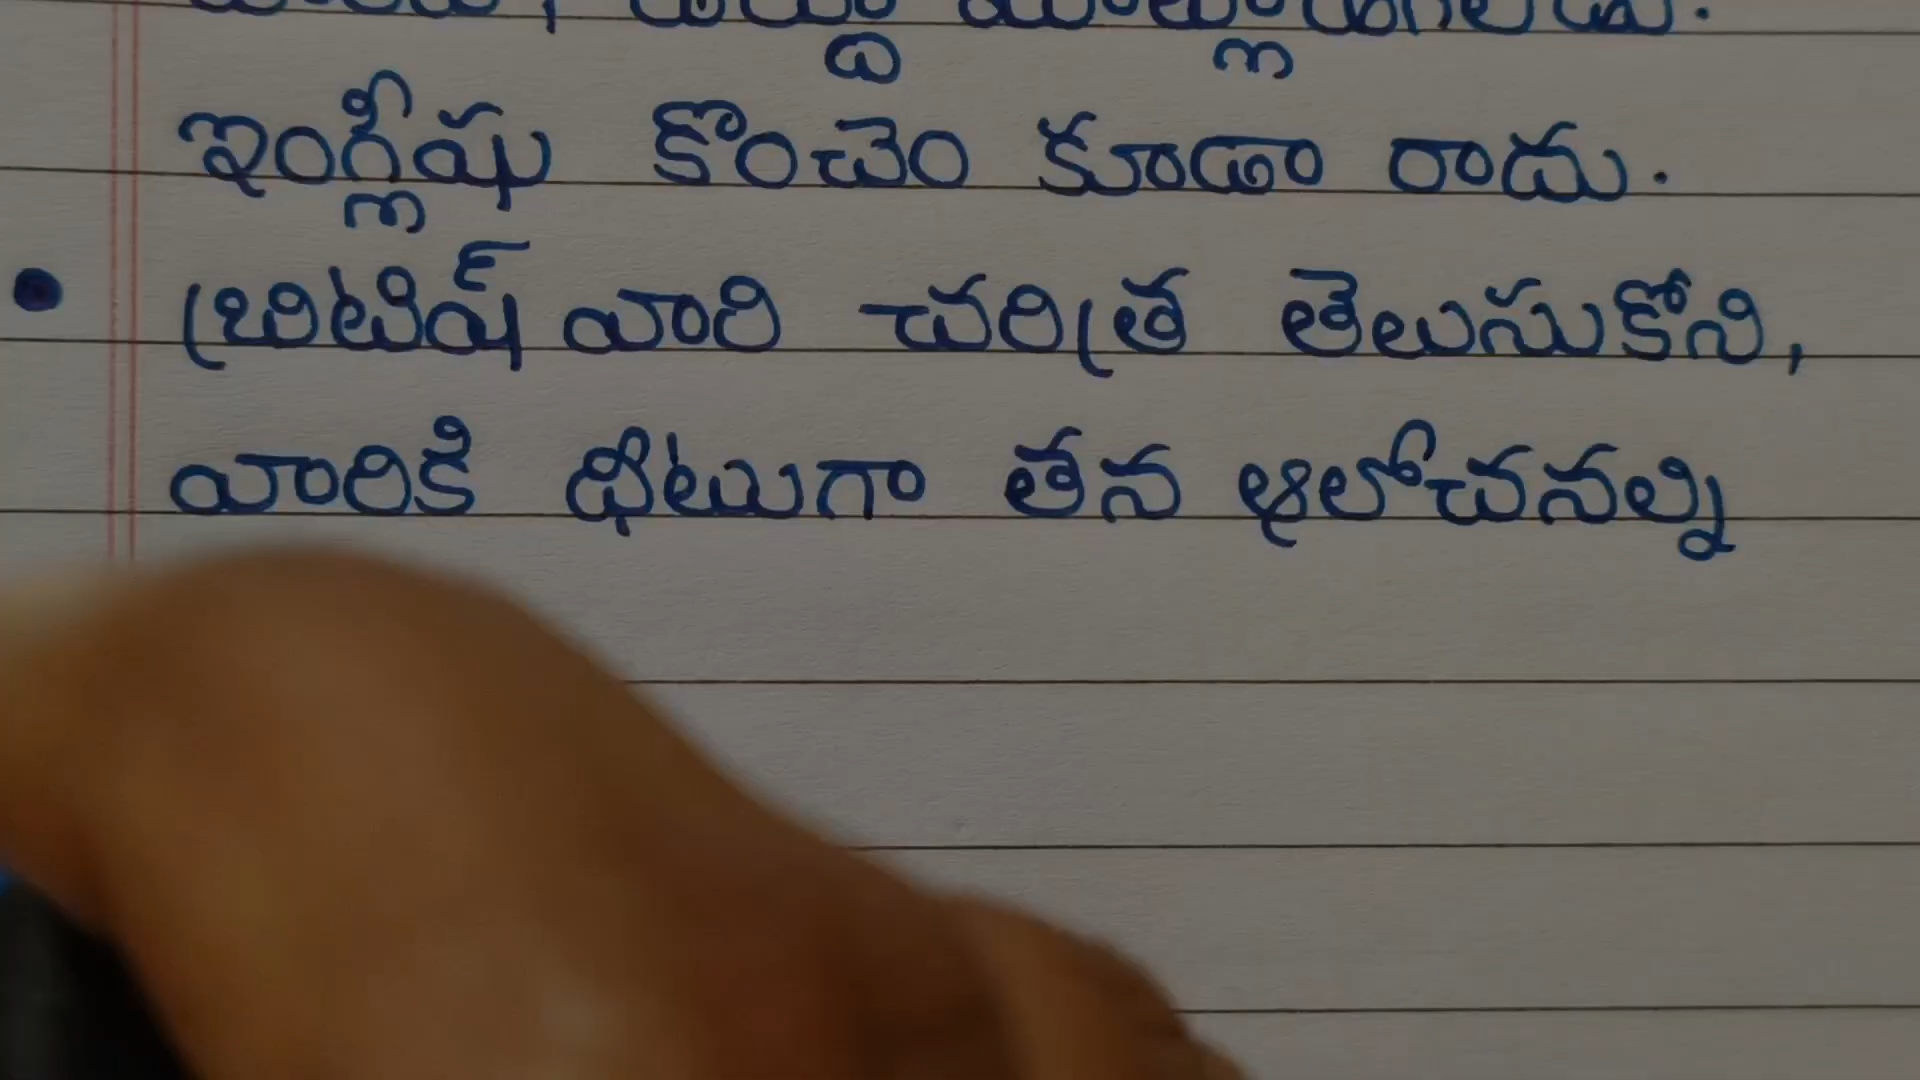 ఇంగ్లీషు కొంచెం కూడా రాదు.
• బ్రిటిష్ వారి చరిత్ర తెలుసుకోని,
వారికి ధీటుగా తన ఆలోచనల్ని